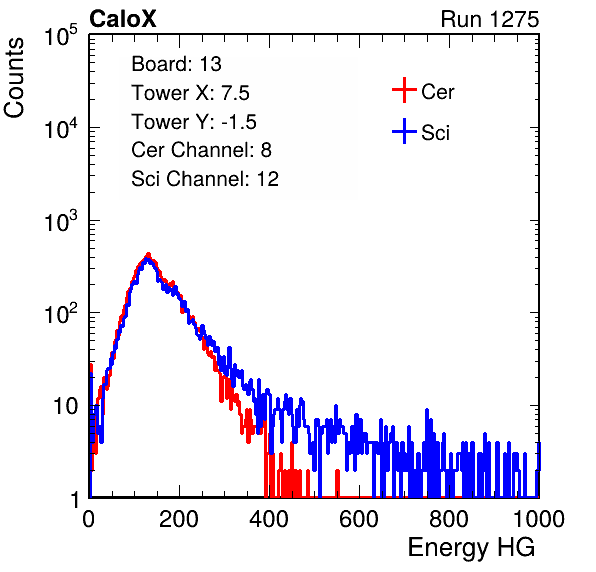 CaloX Run 1275
Counts
Board: 13
Tower X: 7.5
Tower Y: -1.5
Cer Channel: 8
Sci Channel: 12
Cer
Sci
10^5
10^4
10^3
10^2
10
1
0 200 400 600 800 1000
Energy HG